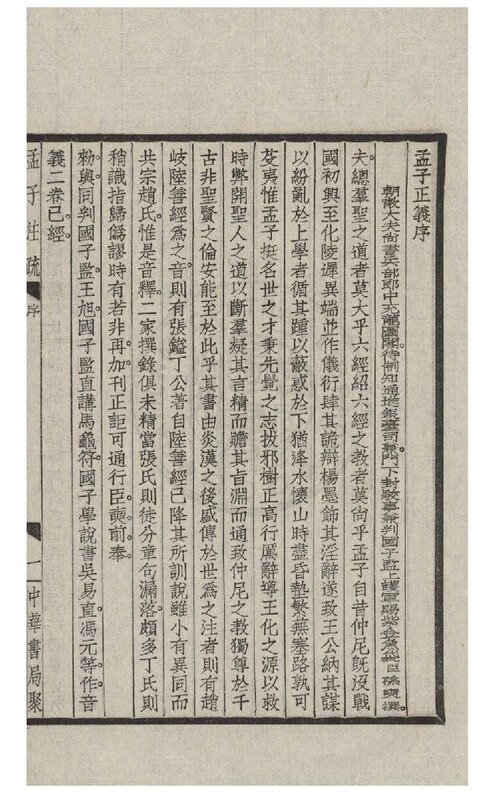 孟子正義序
朝散大夫尚書兵部郎中充龍圖閣待制知通進銀臺司兼門下封駁事兼判國子監上護軍賜紫金魚袋臣孫奭撰
夫總羣聖之道者莫大乎六經紹六經之教者莫尚乎孟子自昔仲尼旣沒戰
國初興至化陵遲異端並作儀衍肆其詭辯楊墨飾其淫辭遂致王公納其謀
以紛亂於上學者循其踵以蔽惑於下猶洚水懷山時盡昏墊繁蕪塞路孰可
芟夷惟孟子挺名世之才秉先覺之志拔邪樹正高行厲辭導王化之源以救
時弊開聖人之道以斷羣疑其言精而贍其旨淵而通致仲尼之教獨尊於千
古非聖賢之倫安能至於此乎其書由炎漢之後盛傳於世爲之注者則有趙
岐陸善經爲之音則有張鎰丁公著自陸善經已降其所訓說雖小有異同而
共宗趙氏惟是音釋二家撰錄俱未精當張氏則徒分章句漏落頗多丁氏則
稍識指歸僞謬時有若非再加刊正詎可通行臣奭前奉
勑與同判國子監王旭國子監直講馬龜符國子學說書吳易直馮元等作音
義二卷已經
孟子注疏 序 一 中華書局聚